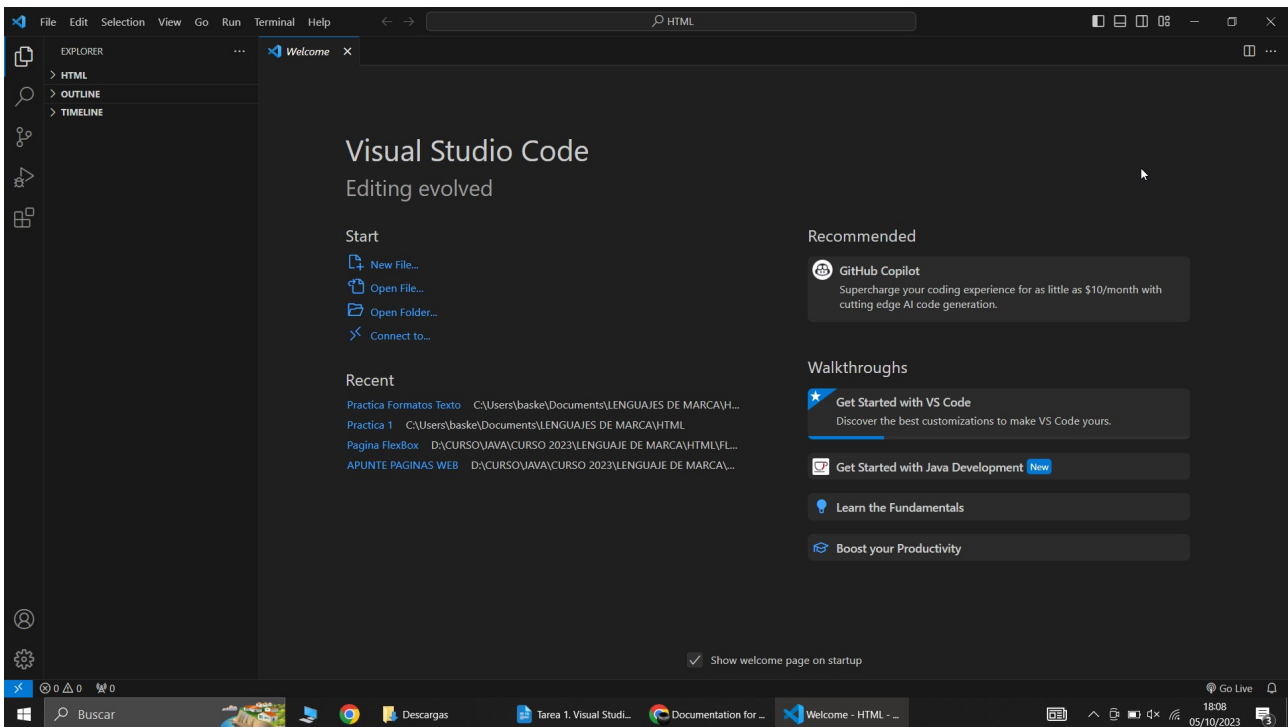 File Edit Selection View Go Run Terminal Help
HTML
EXPLORER
Welcome
HTML
OUTLINE
TIMELINE
Visual Studio Code
Editing evolved
Start
New File...
Open File...
Open Folder...
Connect to...
Recent
Practica Formatos Texto C:\Users\baske\Documents\LENGUAJES DE MARCA\H...
Practica 1 C:\Users\baske\Documents\LENGUAJES DE MARCA\HTML
Pagina FlexBox D:\CURSO\JAVA\CURSO 2023\LENGUAJE DE MARCA\HTML\FL...
APUNTE PAGINAS WEB D:\CURSO\JAVA\CURSO 2023\LENGUAJE DE MARCA\...
Recommended
GitHub Copilot
Supercharge your coding experience for as little as $10/month with
cutting edge AI code generation.
Walkthroughs
Get Started with VS Code
Discover the best customizations to make VS Code yours.
Get Started with Java Development New
Learn the Fundamentals
Boost your Productivity
Show welcome page on startup
0 0 0
Go Live
Buscar
Descargas
Tarea 1. Visual Studi...
Documentation for ...
Welcome - HTML - ...
18:08
05/10/2023
3